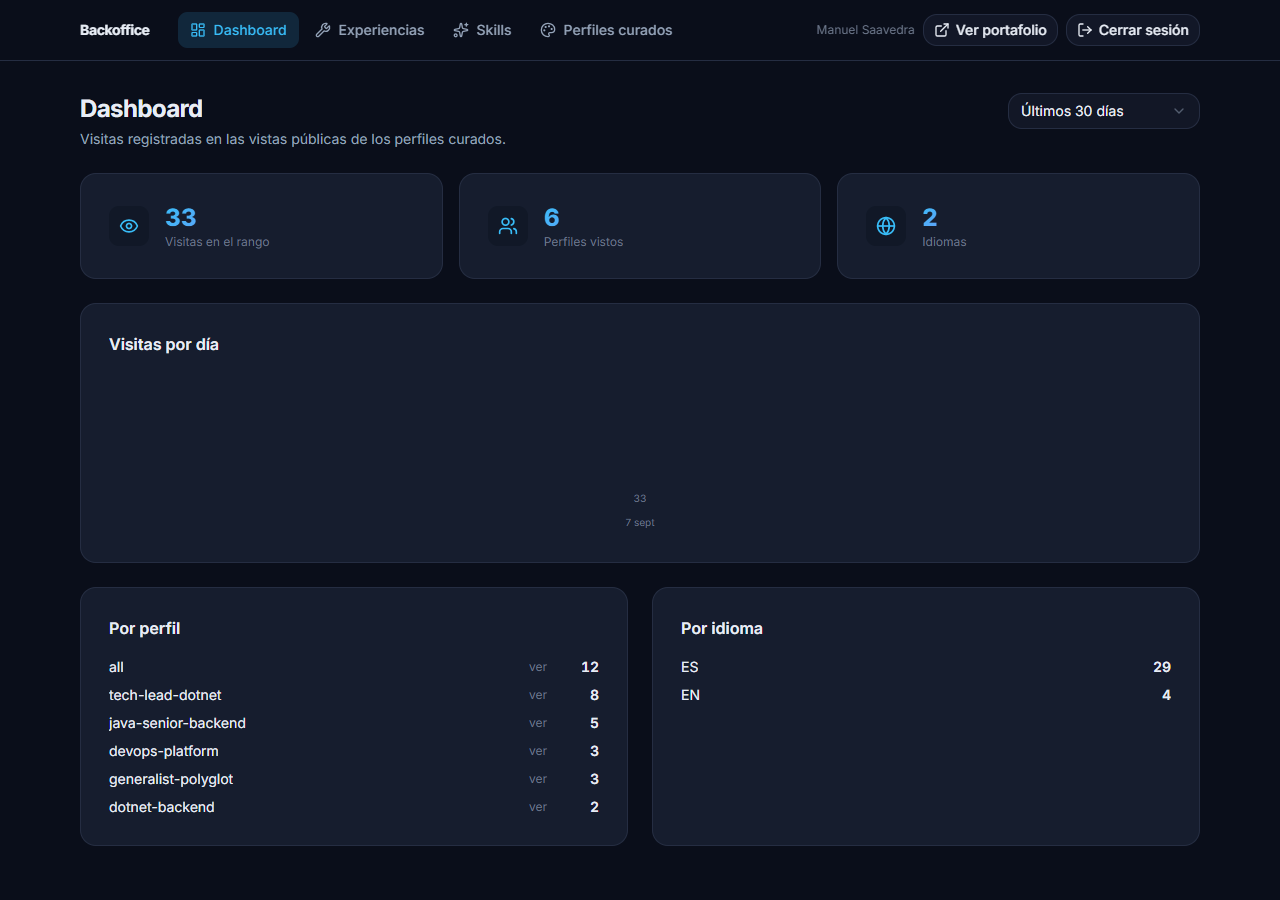 Backoffice Dashboard Experiencias Skills Perfiles curados Manuel Saavedra Ver portafolio Cerrar sesión
Dashboard
Últimos 30 días
Visitas registradas en las vistas públicas de los perfiles curados.
33
Visitas en el rango
6
Perfiles vistos
2
Idiomas
Visitas por día
33
7 sept
Por perfil
all ver 12
tech-lead-dotnet ver 8
java-senior-backend ver 5
devops-platform ver 3
generalist-polyglot ver 3
dotnet-backend ver 2
Por idioma
ES 29
EN 4